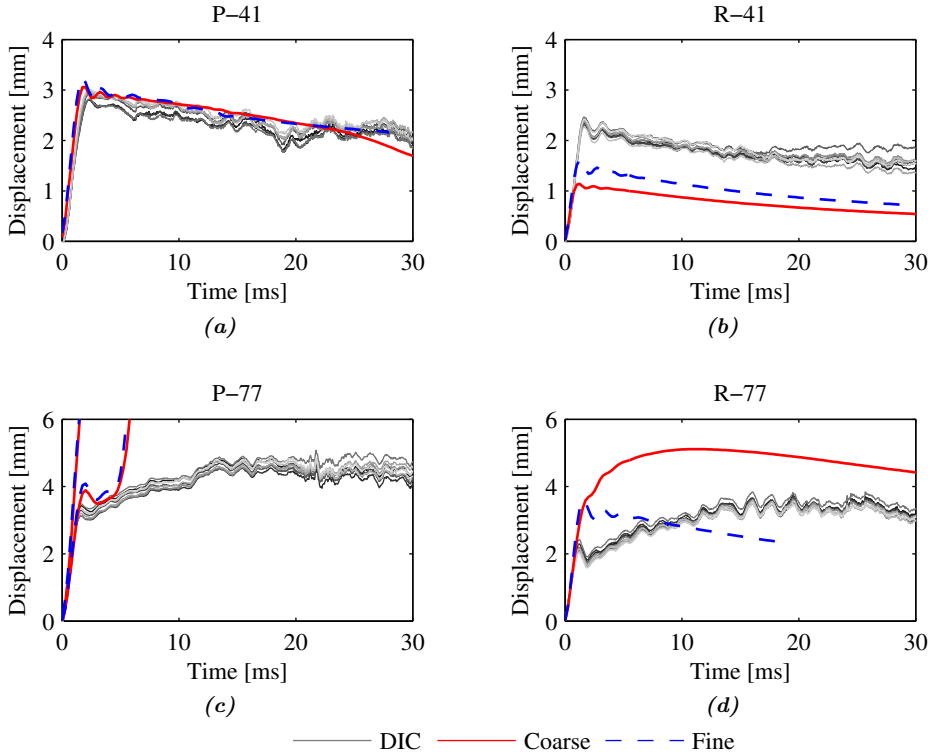 P–41
R–41
Displacement [mm]
4
3
2
1
0
0 10 20 30
Time [ms]
(a)
Displacement [mm]
4
3
2
1
0
0 10 20 30
Time [ms]
(b)
P–77
R–77
Displacement [mm]
6
4
2
0
0 10 20 30
Time [ms]
(c)
Displacement [mm]
6
4
2
0
0 10 20 30
Time [ms]
(d)
DIC Coarse Fine